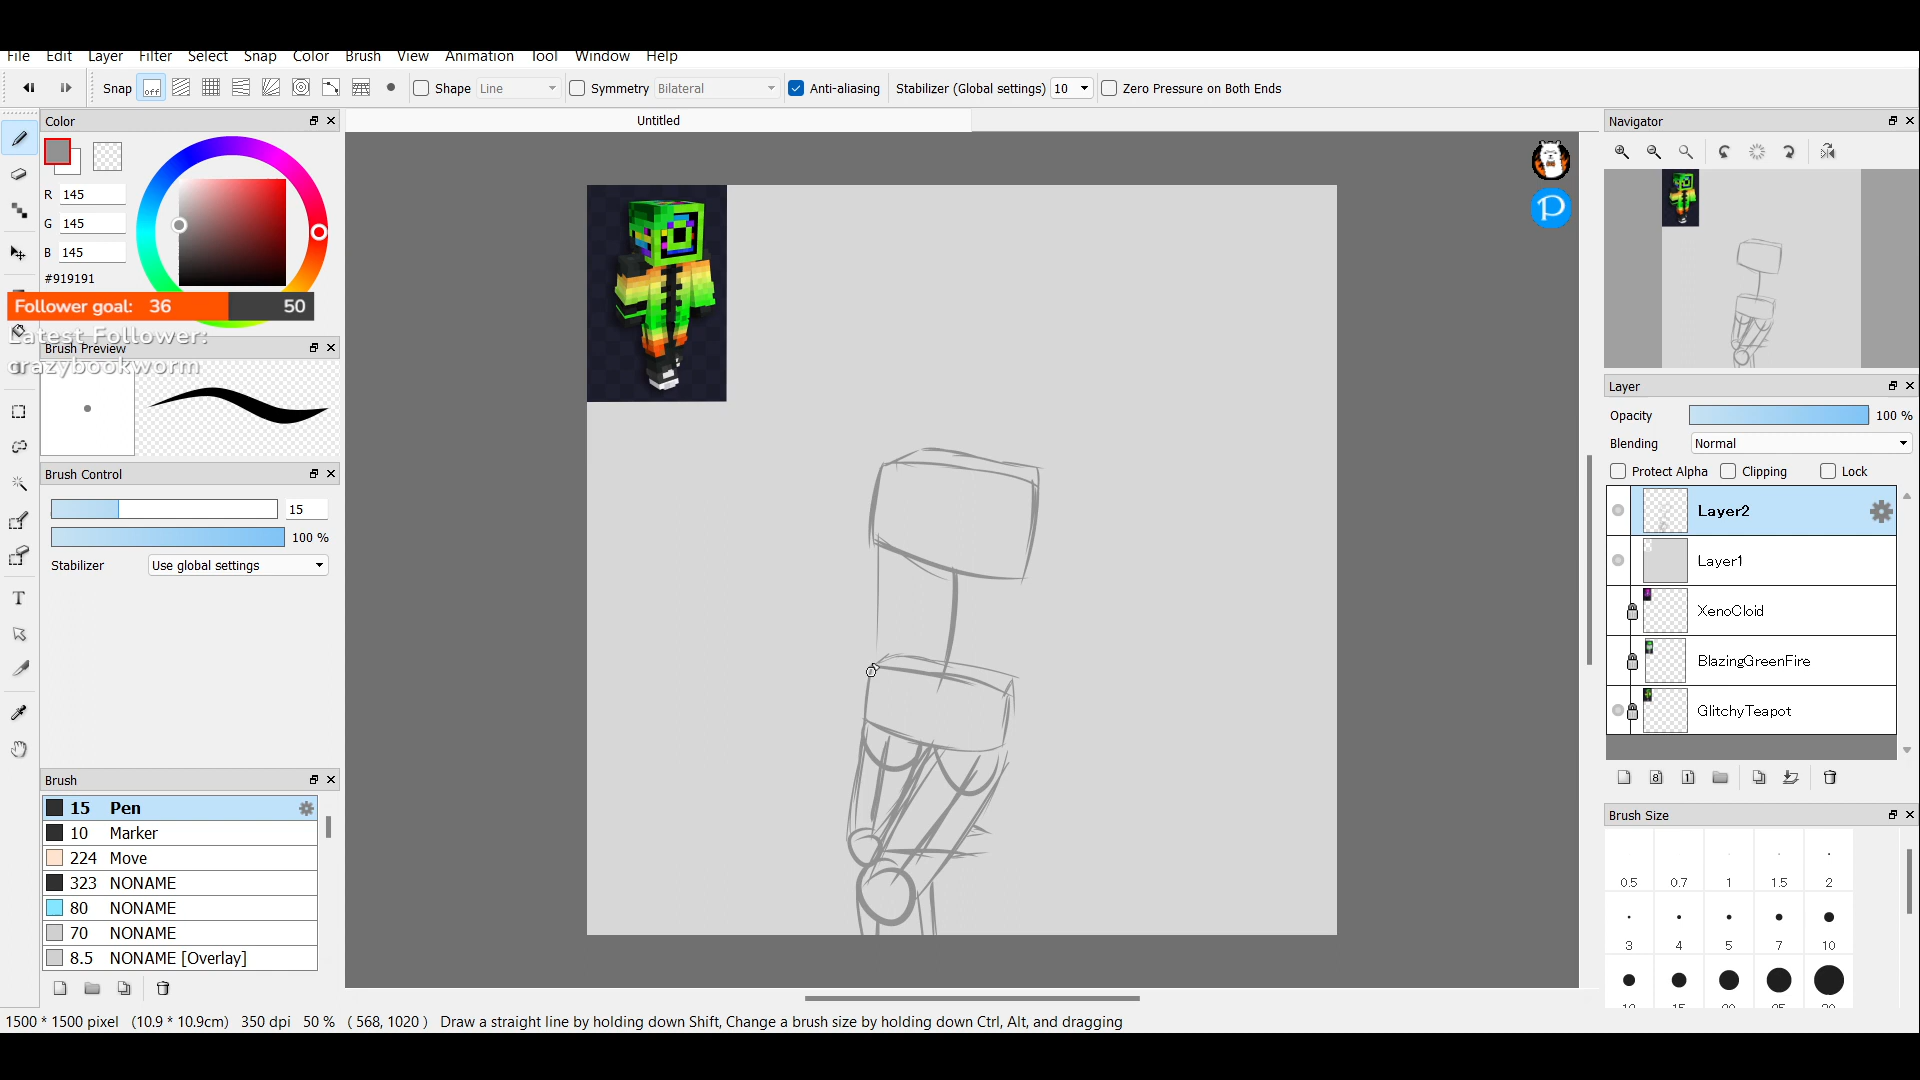 File Edit Layer Filter Select Snap Color Brush View Animation Tool Window Help
Snap off Shape Line Symmetry Bilateral Anti-aliasing Stabilizer (Global settings) 10 Zero Pressure on Both Ends
Color
Untitled
Navigator
R 145
G 145
B 145
#919191
Follower goal: 36 50
Latest Follower:
crazybookworm
Brush Preview
Brush Control
15
100 %
Stabilizer Use global settings
Brush
15 Pen
10 Marker
224 Move
323 NONAME
80 NONAME
70 NONAME
8.5 NONAME [Overlay]
Layer
Opacity 100 %
Blending Normal
Protect Alpha Clipping Lock
Layer2
Layer1
XenoCloid
BlazingGreenFire
GlitchyTeapot
Brush Size
0.5 0.7 1 1.5 2
3 4 5 7 10
1500 * 1500 pixel (10.9 * 10.9cm) 350 dpi 50 % ( 568, 1020 ) Draw a straight line by holding down Shift, Change a brush size by holding down Ctrl, Alt, and dragging